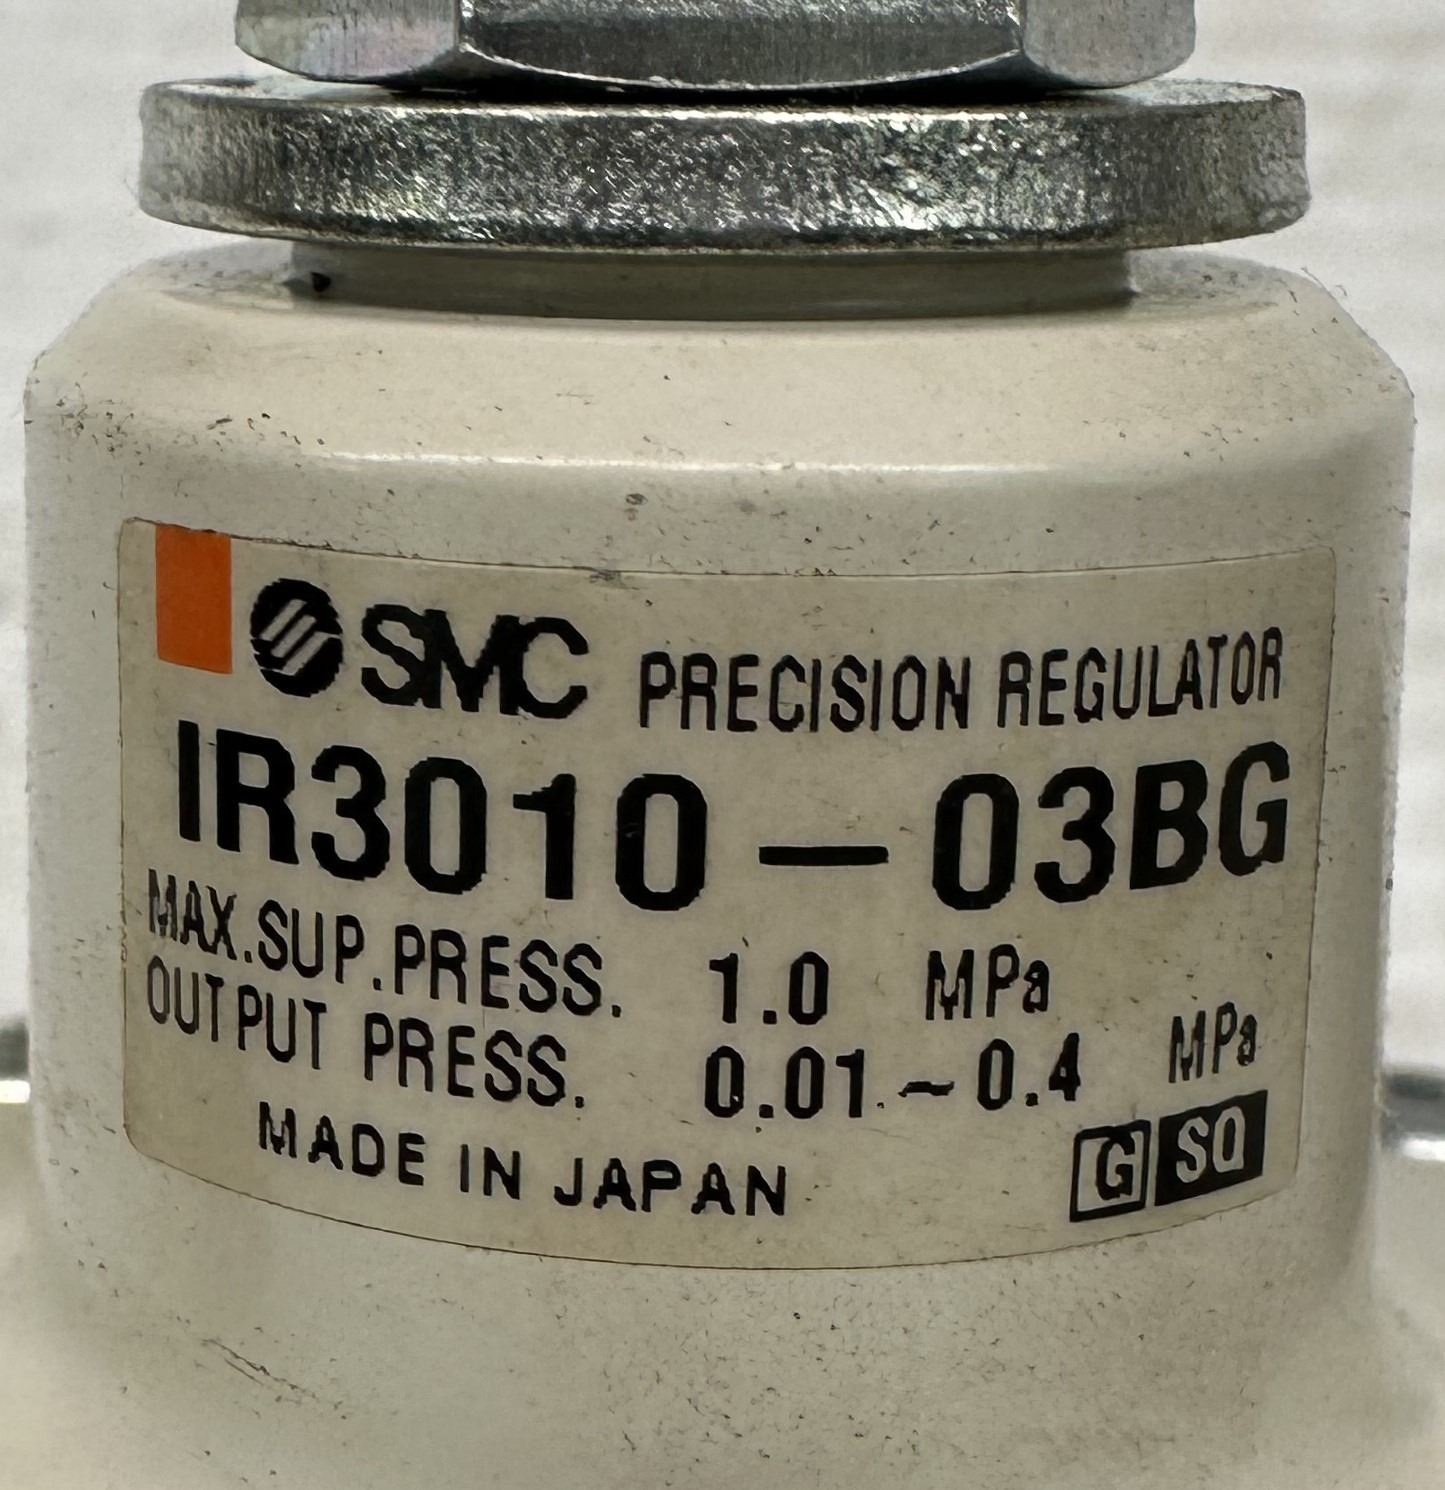 SMC PRECISION REGULATOR
IR3010-03BG
MAX.SUP.PRESS. 1.0 MPa
OUTPUT PRESS. 0.01~0.4 MPa
MADE IN JAPAN G SQ